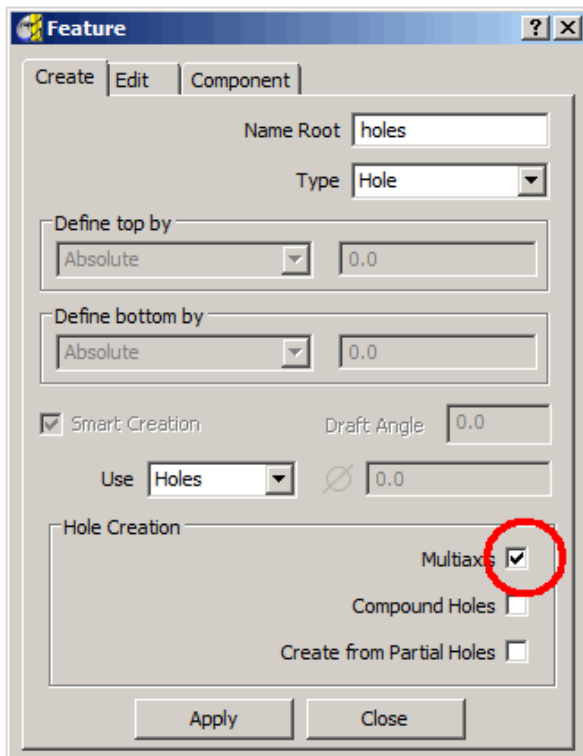 Feature
Create Edit Component
Name Root holes
Type Hole
Define top by
Absolute 0.0
Define bottom by
Absolute 0.0
Smart Creation Draft Angle 0.0
Use Holes 0.0
Hole Creation
Multiaxis
Compound Holes
Create from Partial Holes
Apply Close